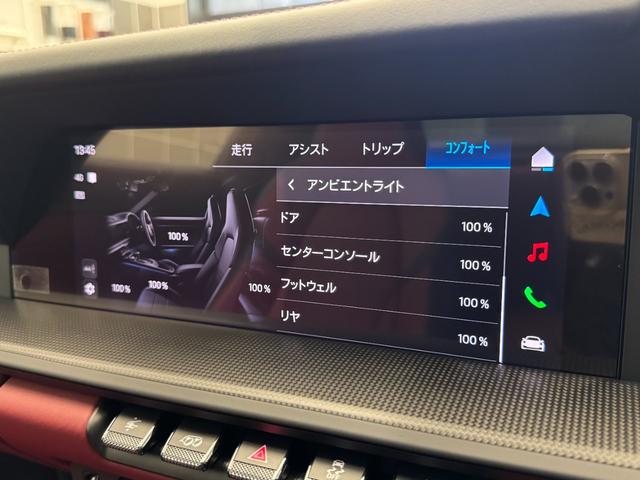 13:45
走行 アシスト トリップ コンフォート
4G
アンビエントライト
ドア 100 %
センターコンソール 100 %
フットウェル 100 %
リヤ 100 %
100 %
100 % 100 % 100 %